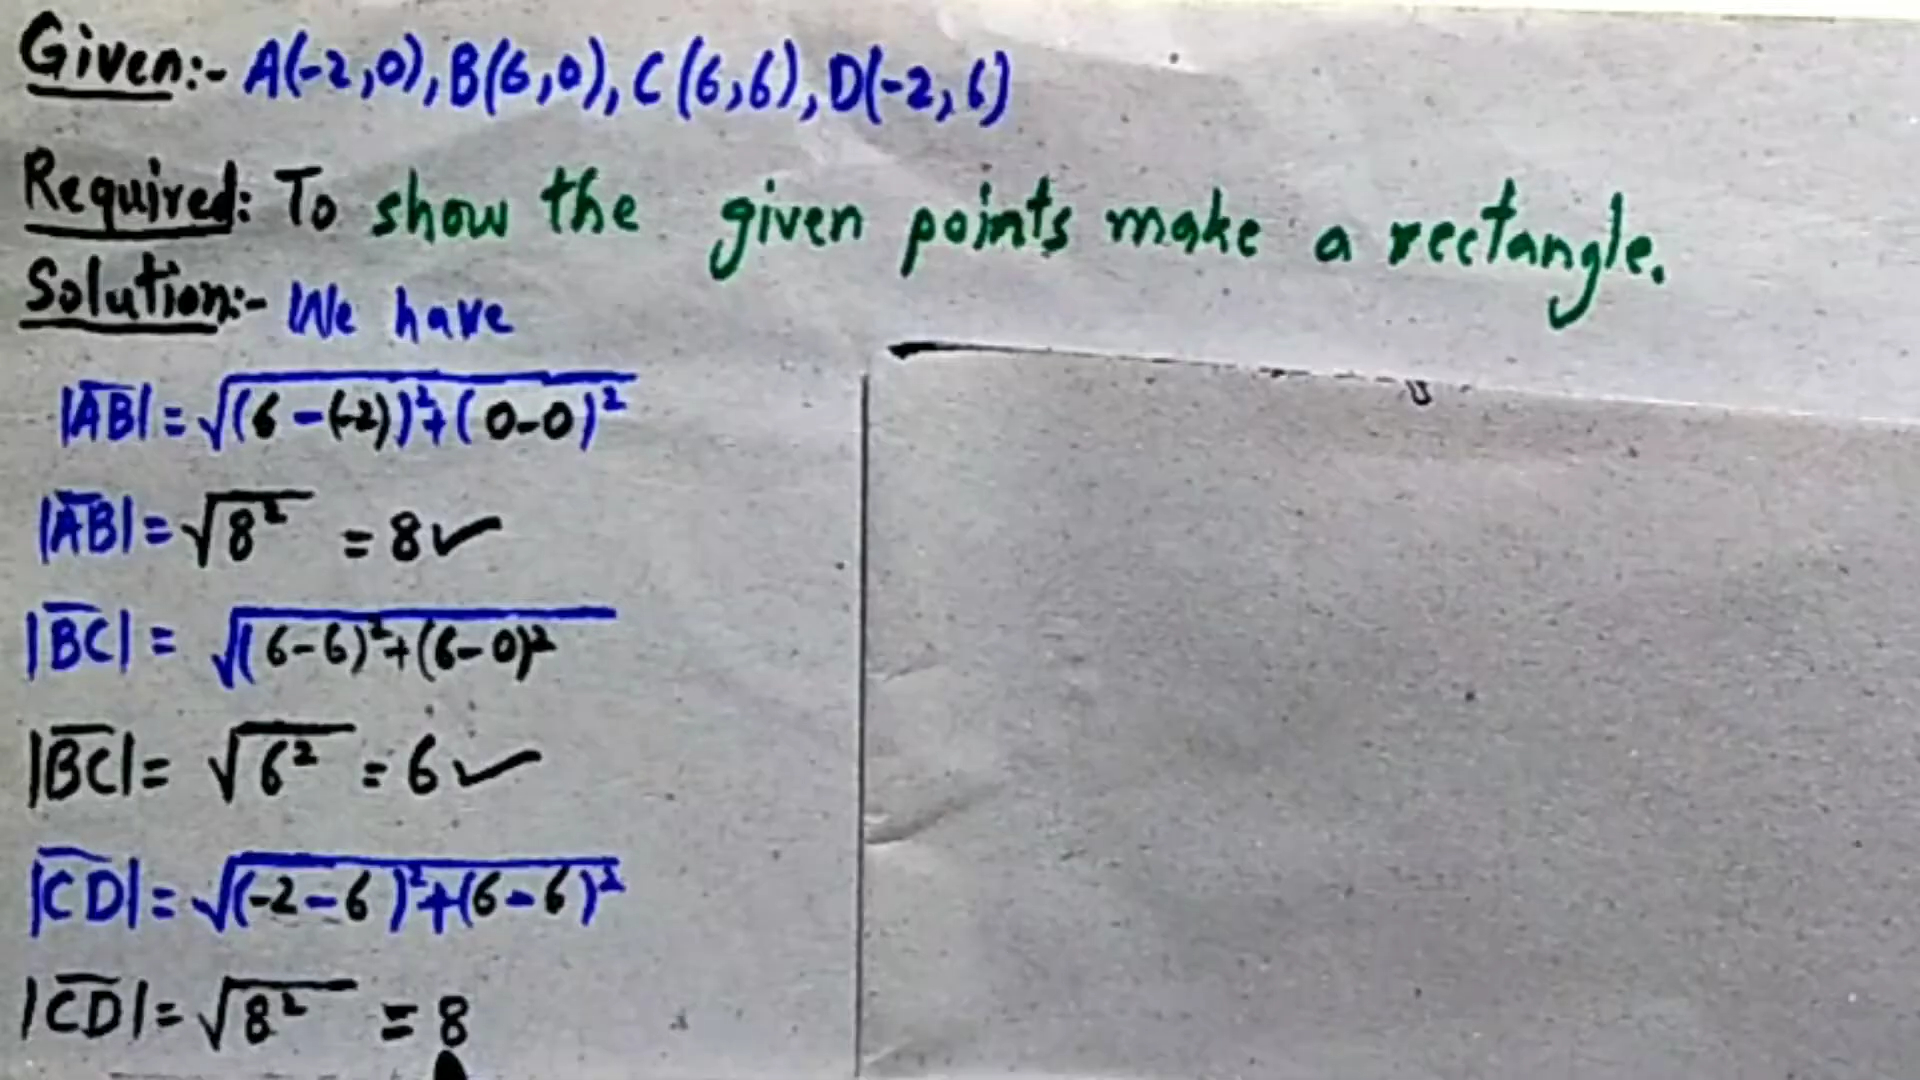 Given:- A(-2,0), B(6,0), C(6,6), D(-2,6)
Required: To show the given points make a rectangle.
Solution:- We have
|AB̅| = √((6-(-2))²+(0-0)²)
|AB̅| = √8² = 8✓
|BC̅| = √((6-6)²+(6-0)²)
|BC̅| = √6² = 6✓
|CD̅| = √((-2-6)²+(6-6)²)
|CD̅| = √8² = 8